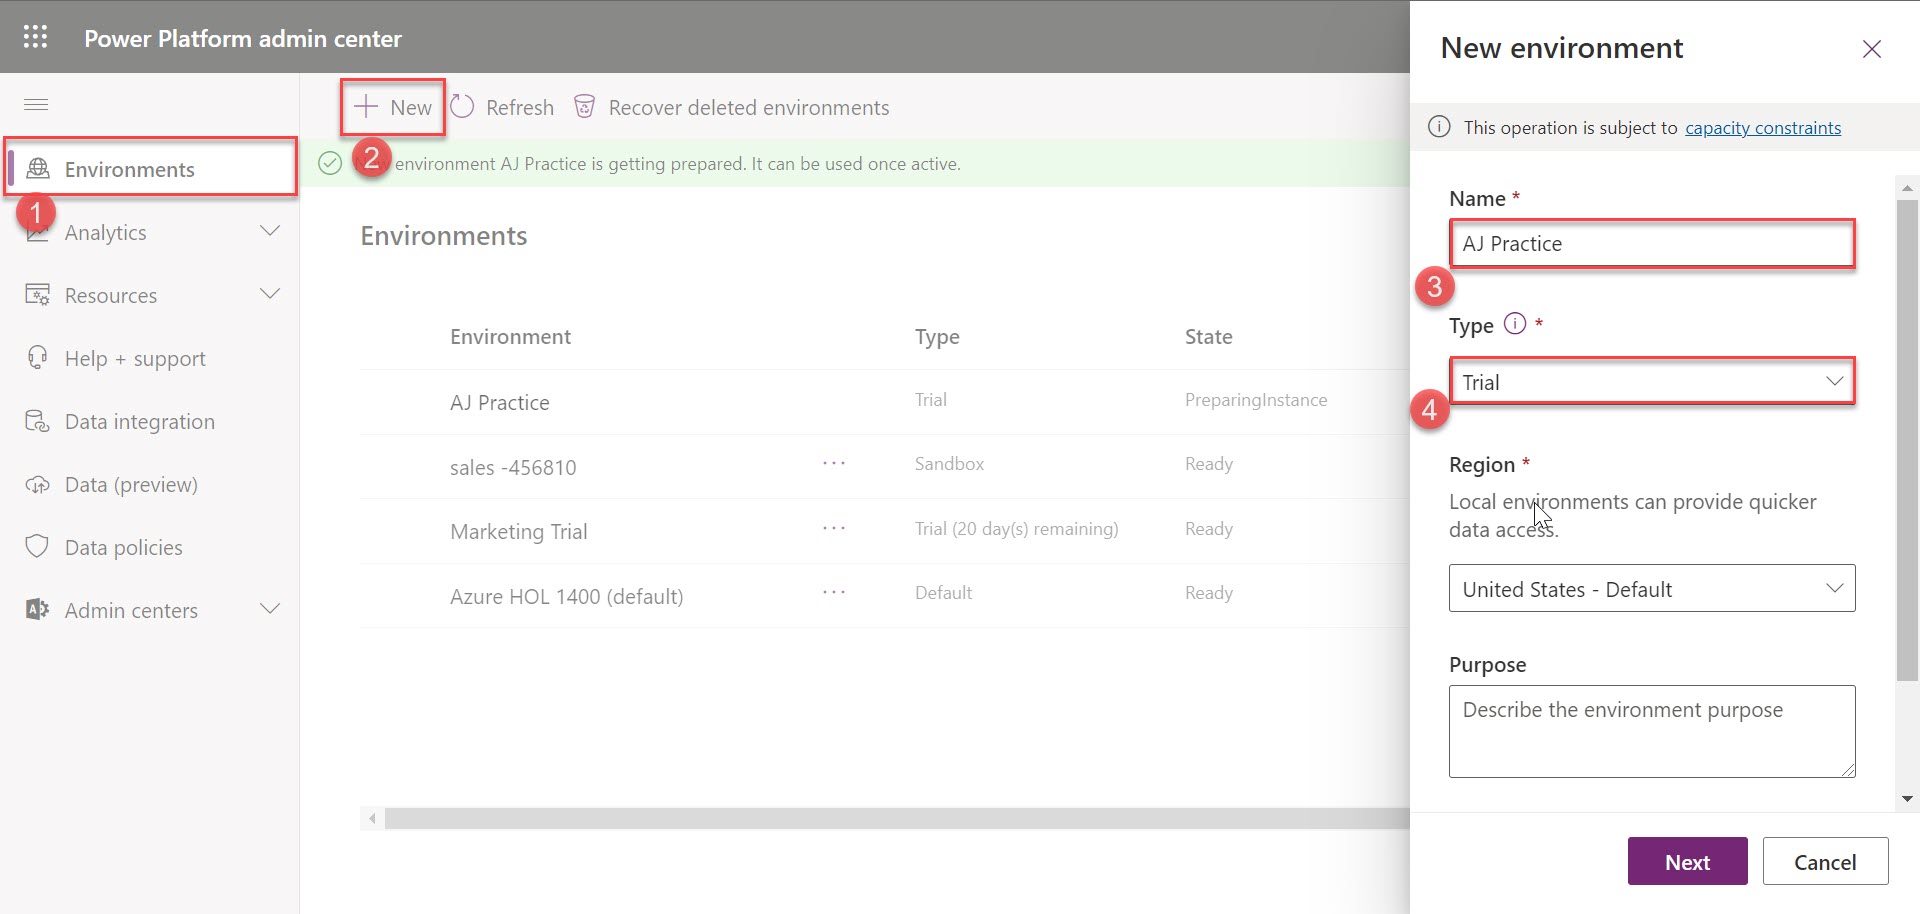 Power Platform admin center
New
Refresh
Recover deleted environments
2
environment AJ Practice is getting prepared. It can be used once active.
Environments
1
Analytics
Resources
Help + support
Data integration
Data (preview)
Data policies
Admin centers
Environments
Environment Type State
AJ Practice Trial PreparingInstance
sales -456810 ... Sandbox Ready
Marketing Trial ... Trial (20 day(s) remaining) Ready
Azure HOL 1400 (default) ... Default Ready
New environment
This operation is subject to capacity constraints
Name *
AJ Practice
3
Type *
Trial
4
Region *
Local environments can provide quicker
data access.
United States - Default
Purpose
Describe the environment purpose
Next
Cancel